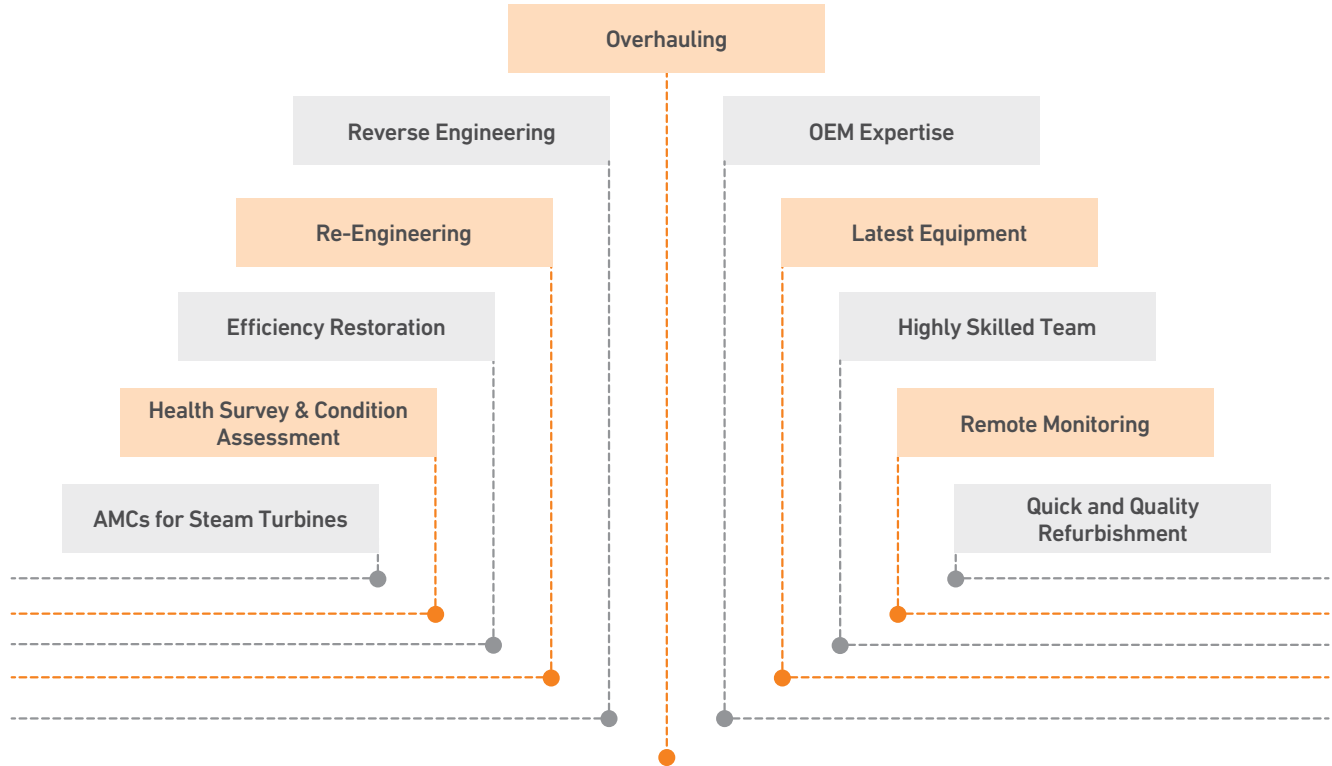 Overhauling
Reverse Engineering
OEM Expertise
Re-Engineering
Latest Equipment
Efficiency Restoration
Highly Skilled Team
Health Survey & Condition
Assessment
Remote Monitoring
AMCs for Steam Turbines
Quick and Quality
Refurbishment